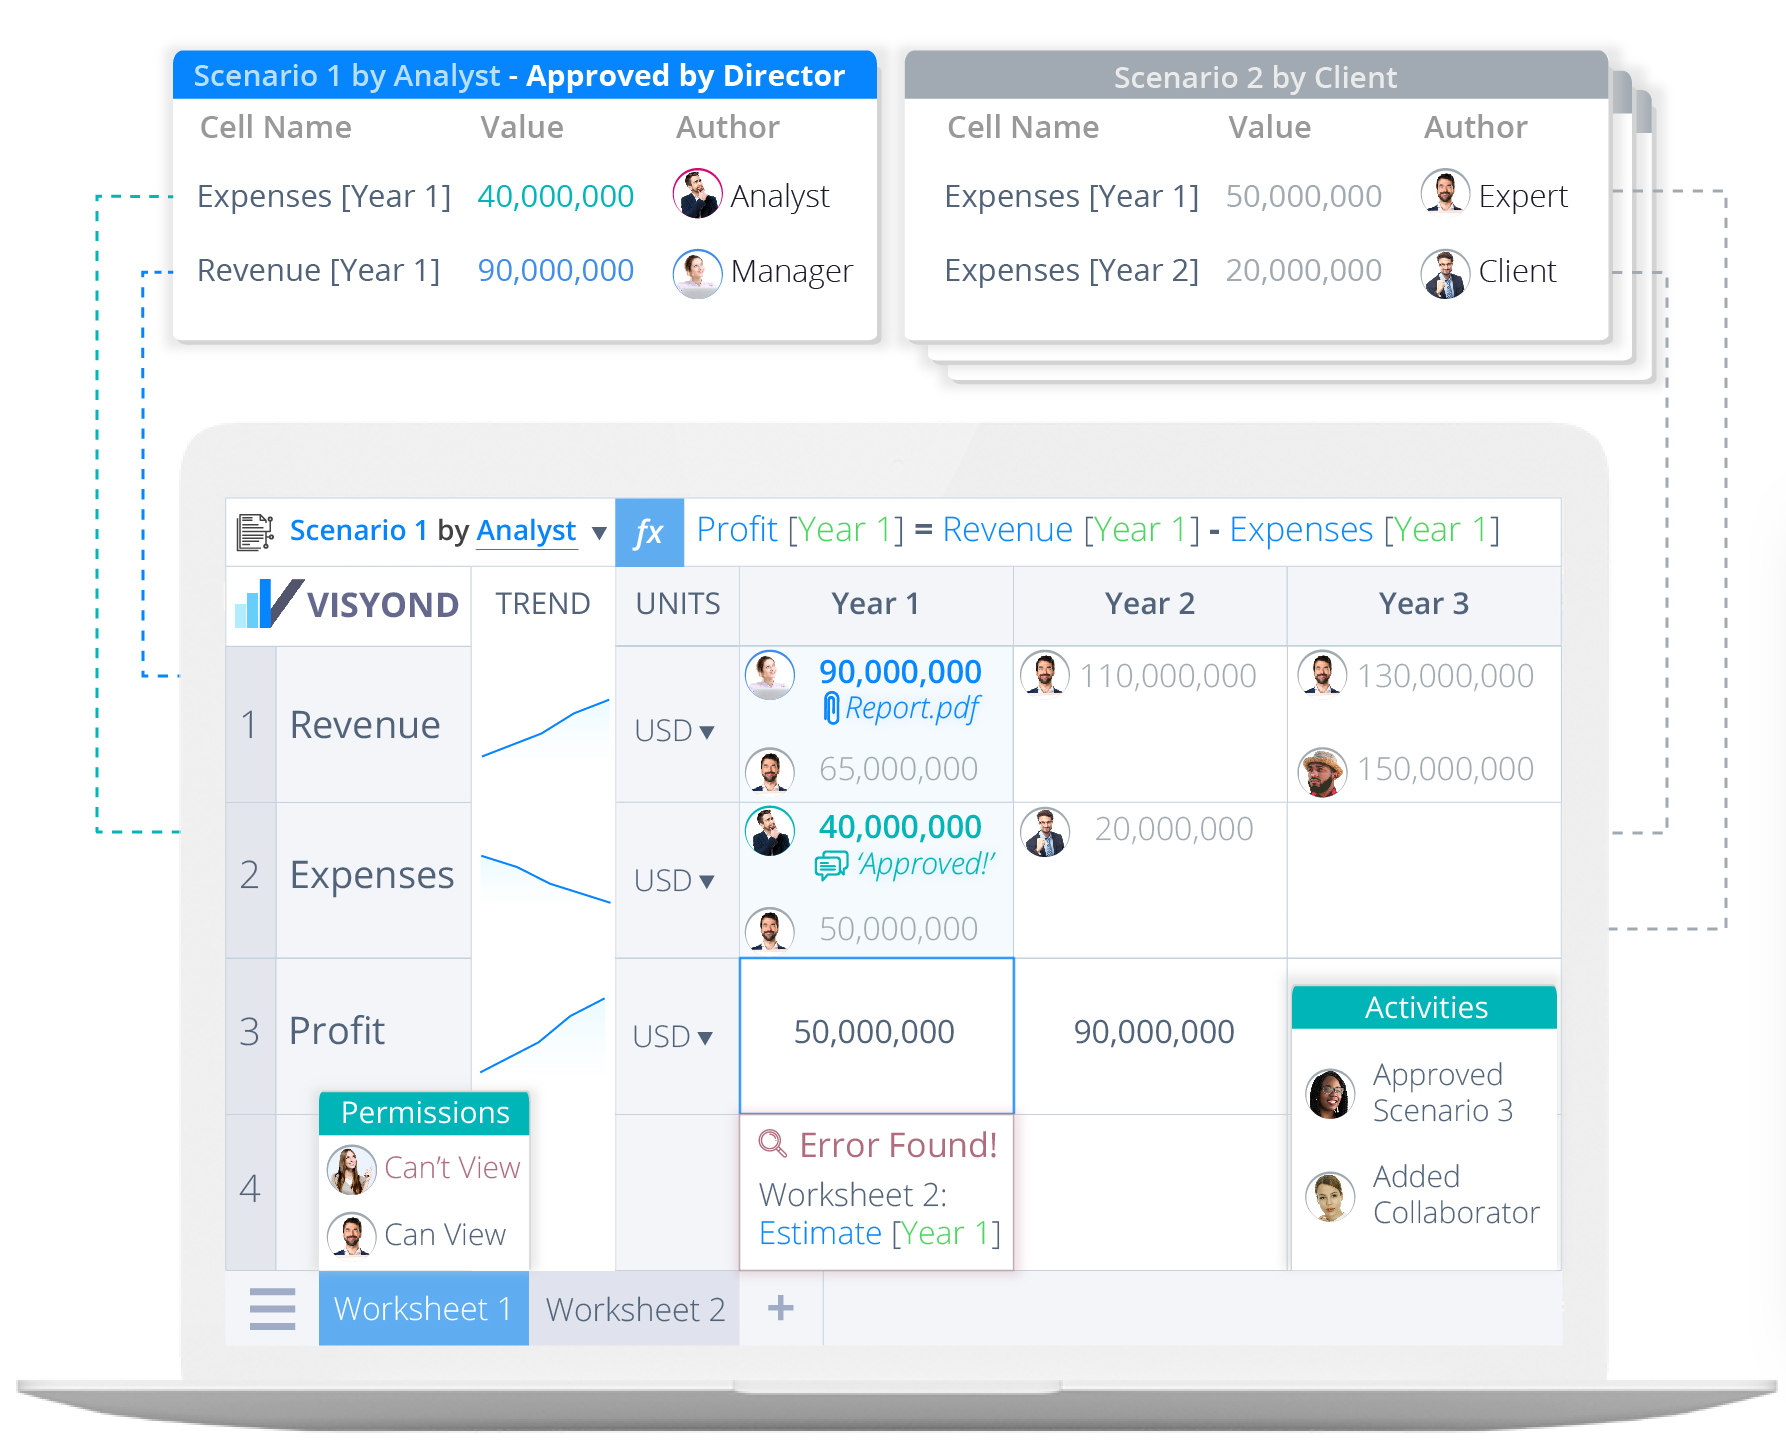 Scenario 1 by Analyst - Approved by Director
Cell Name Value Author
Expenses [Year 1] 40,000,000 Analyst
Revenue [Year 1] 90,000,000 Manager
Scenario 2 by Client
Cell Name Value Author
Expenses [Year 1] 50,000,000 Expert
Expenses [Year 2] 20,000,000 Client
Scenario 1 by Analyst ▼ fx Profit [Year 1] = Revenue [Year 1] - Expenses [Year 1]
VISYOND TREND UNITS Year 1 Year 2 Year 3
1 Revenue USD ▼ 90,000,000 110,000,000 130,000,000
Report.pdf
65,000,000 150,000,000
2 Expenses USD ▼ 40,000,000 20,000,000
‘Approved!’
50,000,000
3 Profit USD ▼ 50,000,000 90,000,000
4
Permissions
Can’t View
Can View
Error Found!
Worksheet 2:
Estimate [Year 1]
Activities
Approved
Scenario 3
Added
Collaborator
Worksheet 1 Worksheet 2 +